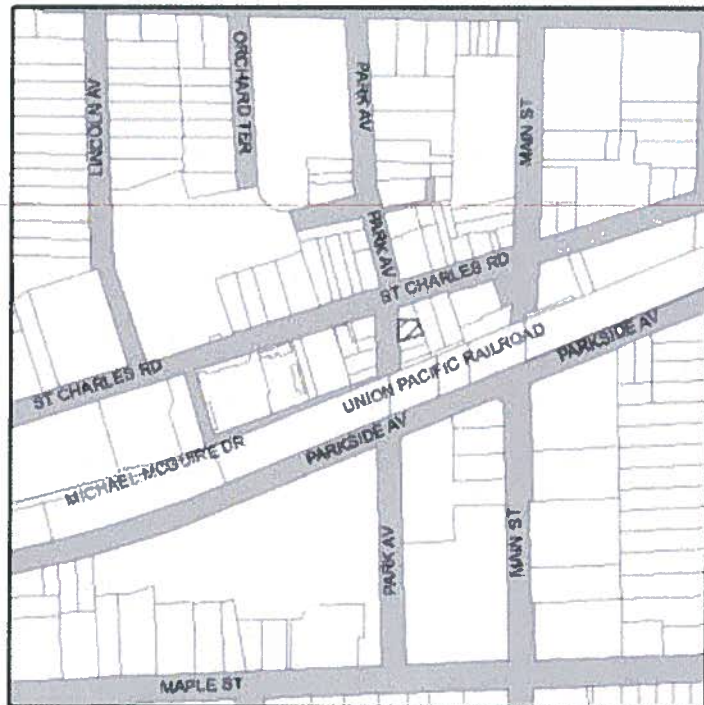 LINCOLN AV
ORCHARD TER
PARK AV
MAIN ST
PARK AV
ST CHARLES RD
UNION PACIFIC RAILROAD
PARKSIDE AV
ST CHARLES RD
PARKSIDE AV
MICHAEL MCGUIRE DR
PARK AV
MAIN ST
MAPLE ST